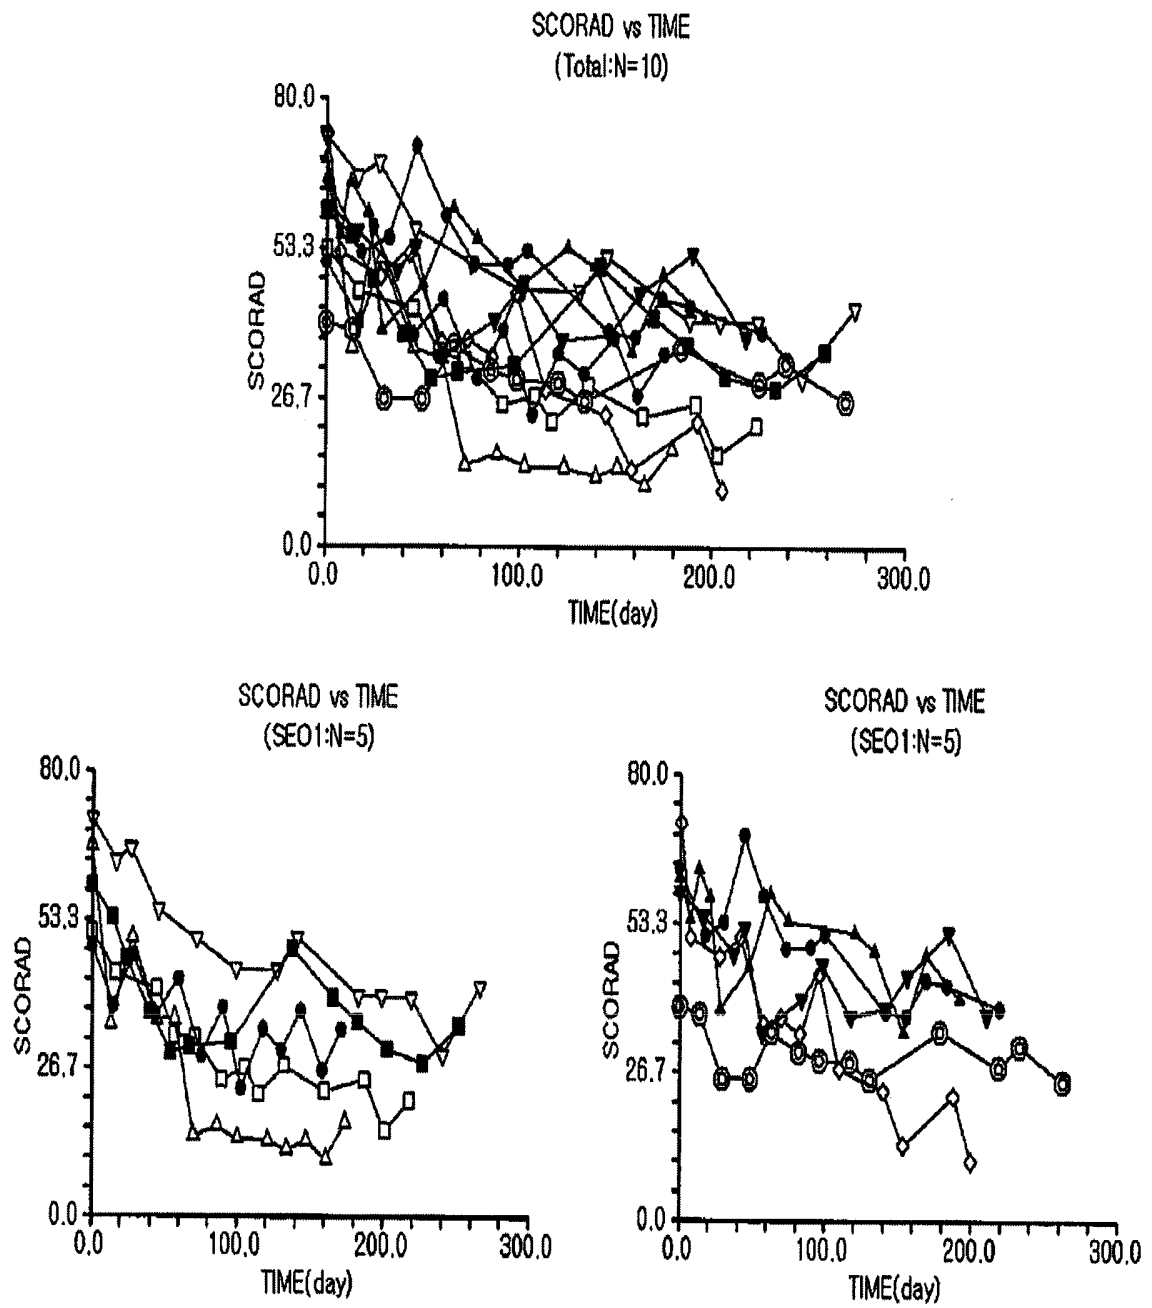 SCORAD vs TIME
(Total:N=10)
80.0
53.3
26.7
0.0
SCORAD
0.0 100.0 200.0 300.0
TIME(day)
SCORAD vs TIME
(SEO1:N=5)
80.0
53.3
26.7
0.0
SCORAD
0.0 100.0 200.0 300.0
TIME(day)
SCORAD vs TIME
(SEO1:N=5)
80.0
53.3
26.7
0.0
SCORAD
0.0 100.0 200.0 300.0
TIME(day)